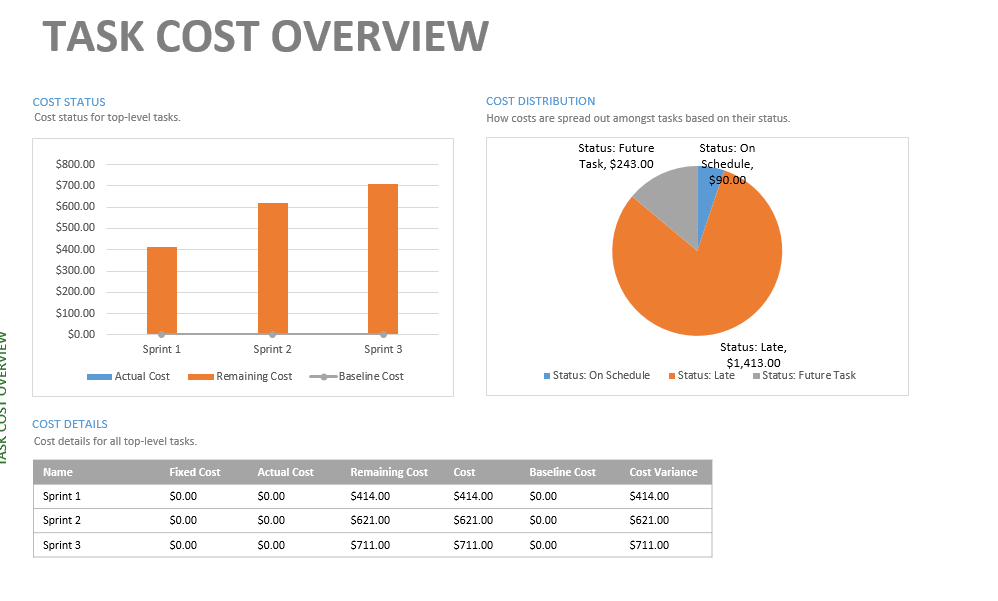 TASK COST OVERVIEW
COST STATUS
Cost status for top-level tasks.
$800.00
$700.00
$600.00
$500.00
$400.00
$300.00
$200.00
$100.00
$0.00
Sprint 1 Sprint 2 Sprint 3
Actual Cost Remaining Cost Baseline Cost
COST DISTRIBUTION
How costs are spread out amongst tasks based on their status.
Status: Future
Task, $243.00
Status: On
Schedule,
$90.00
Status: Late,
$1,413.00
Status: On Schedule Status: Late Status: Future Task
TASK COST OVERVIEW
COST DETAILS
Cost details for all top-level tasks.
Name Fixed Cost Actual Cost Remaining Cost Cost Baseline Cost Cost Variance
Sprint 1 $0.00 $0.00 $414.00 $414.00 $0.00 $414.00
Sprint 2 $0.00 $0.00 $621.00 $621.00 $0.00 $621.00
Sprint 3 $0.00 $0.00 $711.00 $711.00 $0.00 $711.00